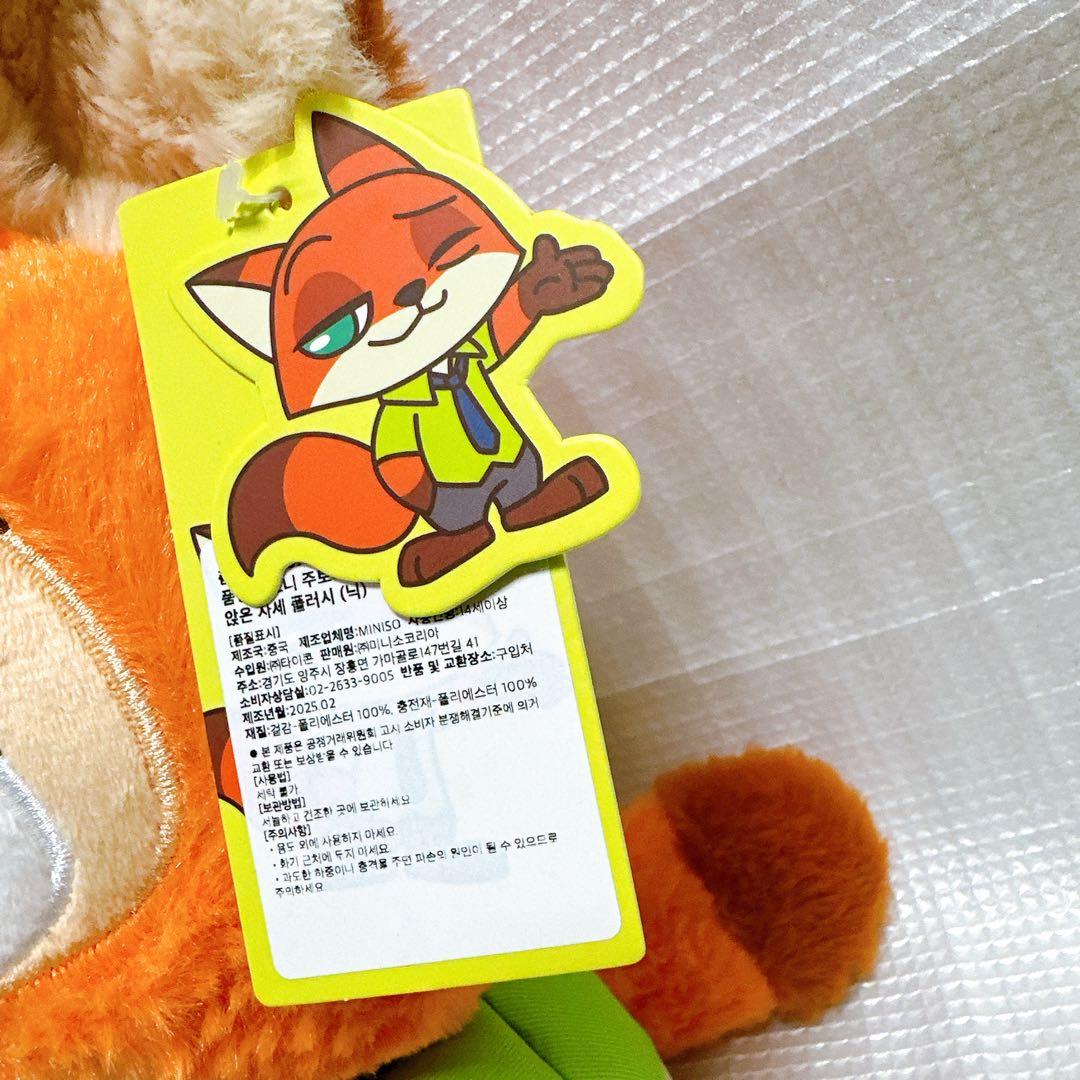 앉은 자세 플러시 (닉)
[품질표시]
제조국:중국 제조업체명:MINISO 사용연령:14세이상
수입원:㈜타이콘 판매원:㈜미니소코리아
주소:경기도 양주시 장흥면 가마골로147번길 41
소비자상담실:02-2633-9005 반품 및 교환장소:구입처
제조년월:2025.02
재질:겉감-폴리에스터 100%, 충전재-폴리에스터 100%
● 본 제품은 공정거래위원회 고시 소비자 분쟁해결기준에 의거
교환 또는 보상받을 수 있습니다
[사용법]
세탁 불가
[보관방법]
서늘하고 건조한 곳에 보관하세요
[주의사항]
• 용도 외에 사용하지 마세요
• 화기 근처에 두지 마세요
• 과도한 하중이나 충격을 주면 파손의 원인이 될 수 있으므로
주의하세요